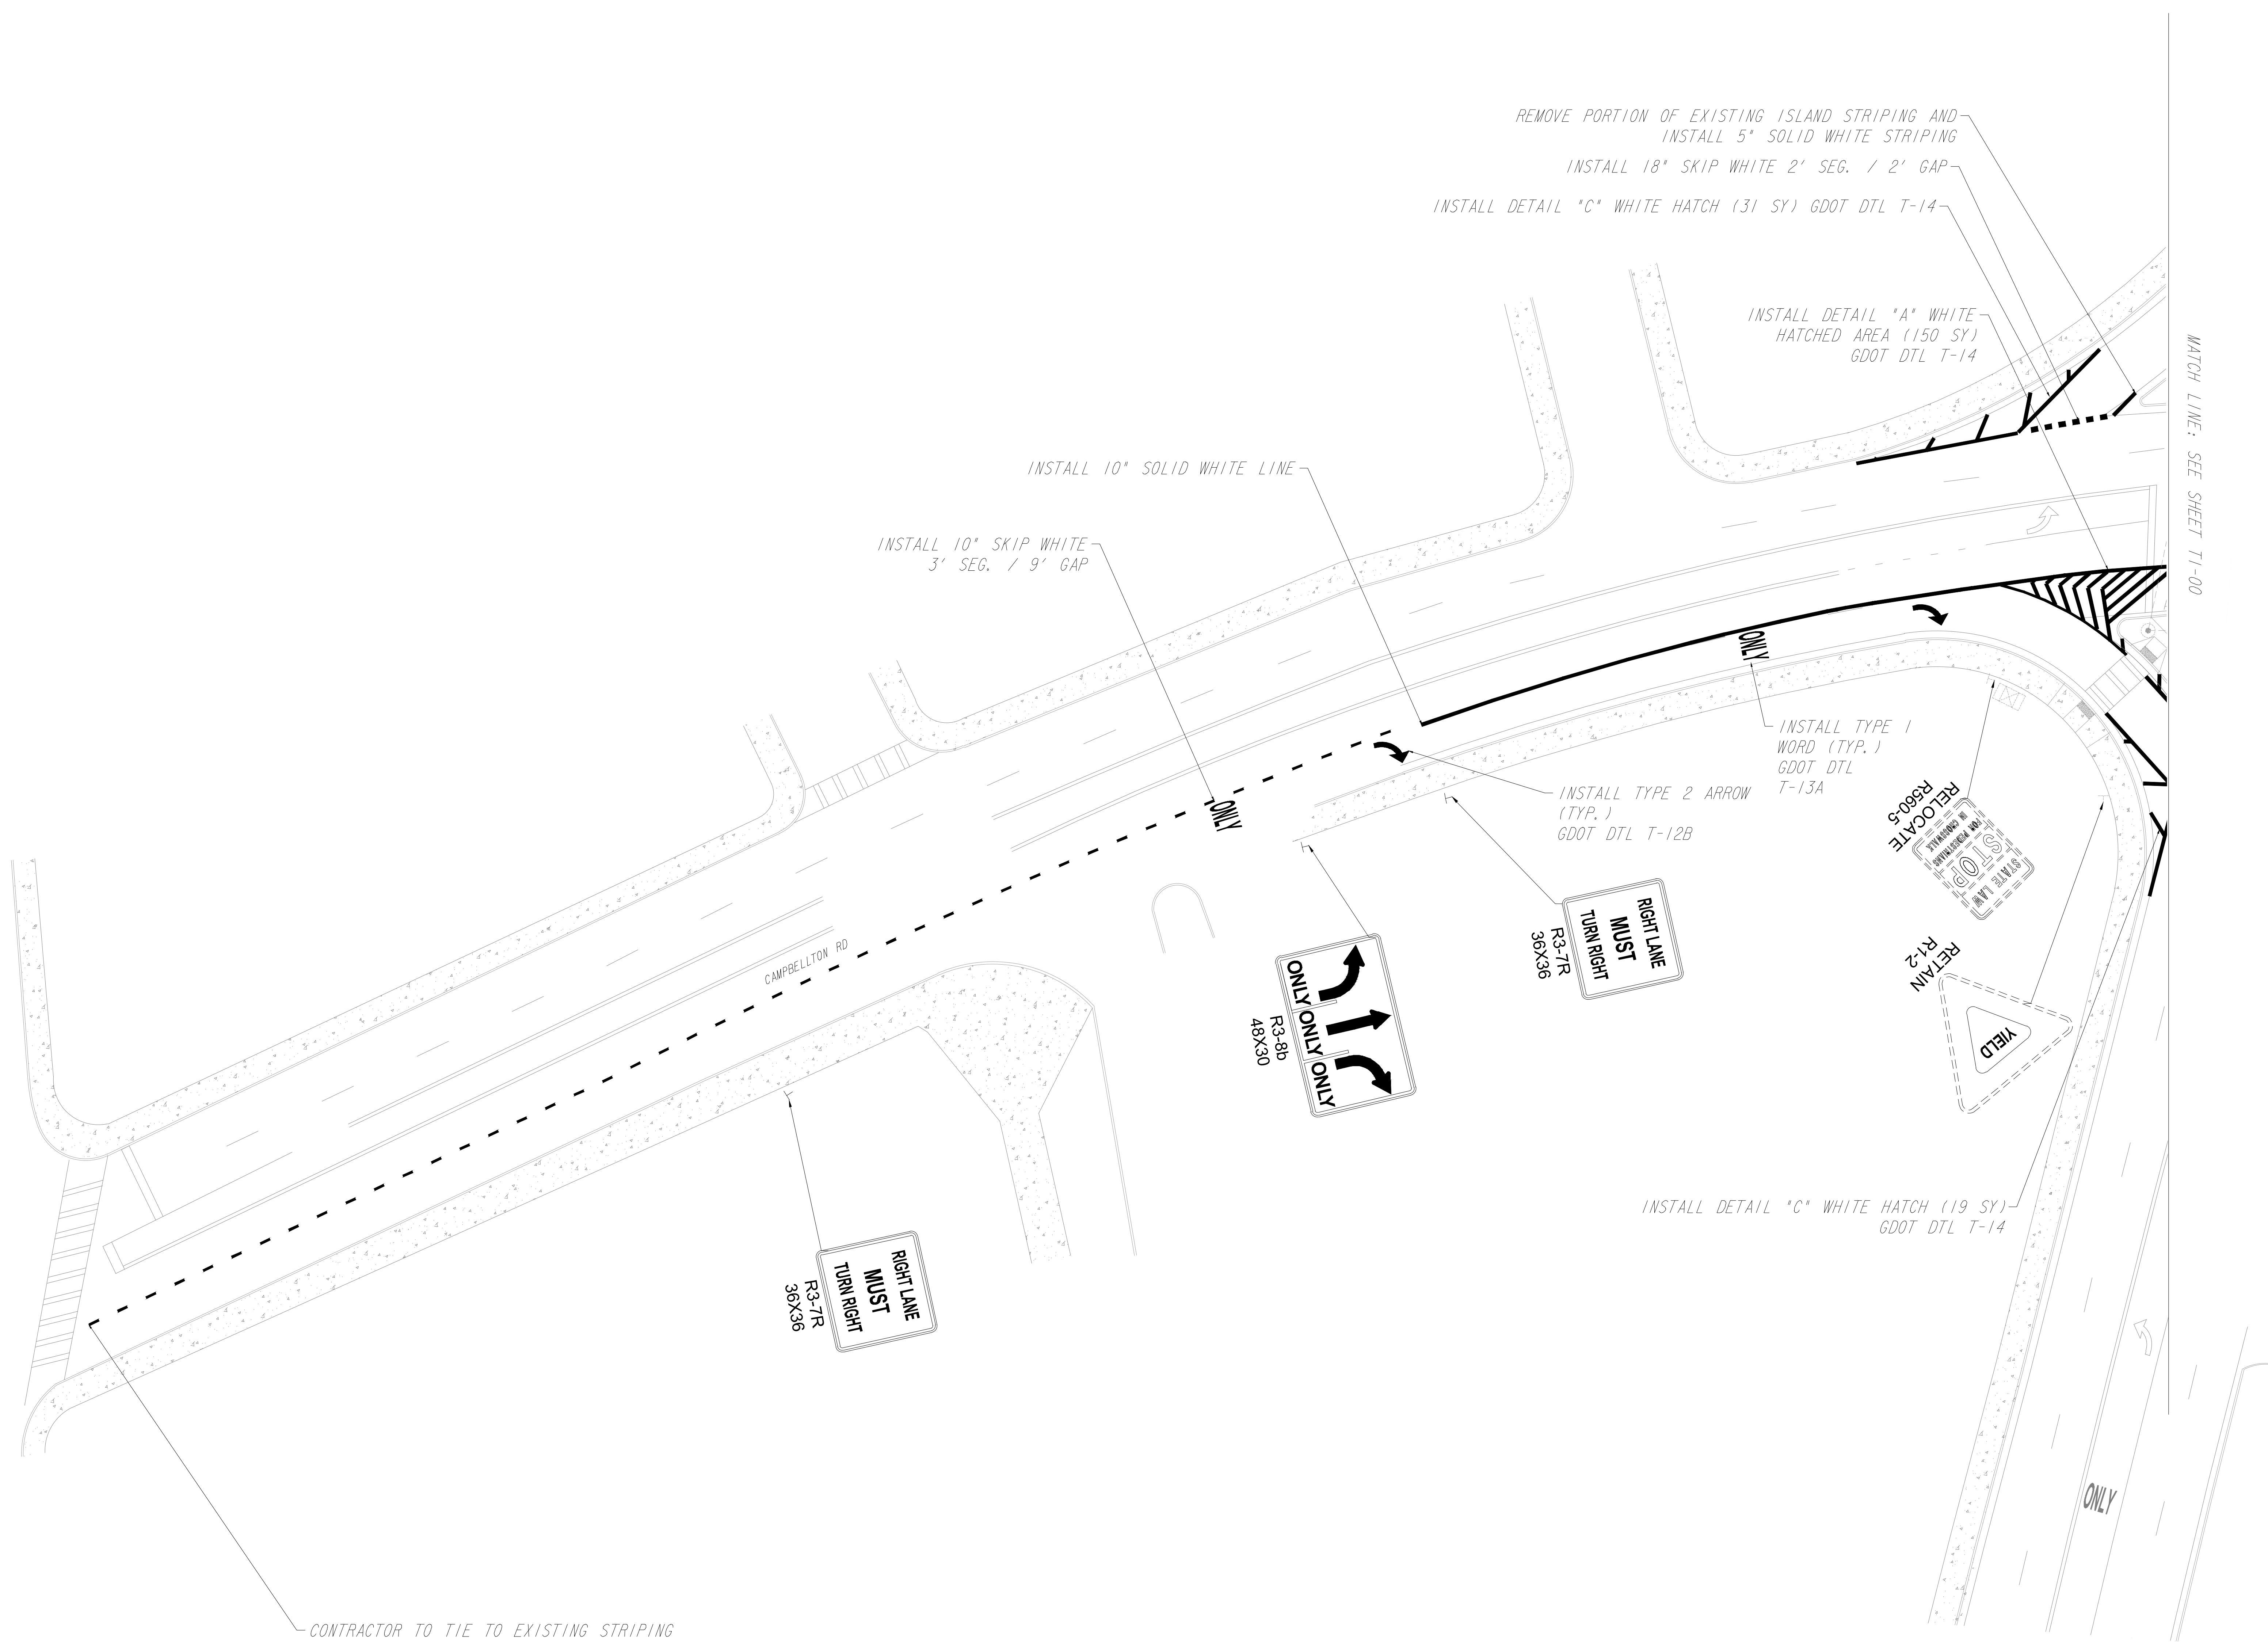 REMOVE PORTION OF EXISTING ISLAND STRIPING AND
INSTALL 5" SOLID WHITE STRIPING
INSTALL 18" SKIP WHITE 2' SEG. / 2' GAP
INSTALL DETAIL "C" WHITE HATCH (31 SY) GDOT DTL T-14
INSTALL DETAIL "A" WHITE
HATCHED AREA (150 SY)
GDOT DTL T-14
MATCH LINE: SEE SHEET T1-00
INSTALL 10" SOLID WHITE LINE
INSTALL 10" SKIP WHITE
3' SEG. / 9' GAP
ONLY
INSTALL TYPE 1
WORD (TYP.)
GDOT DTL
T-13A
ONLY
INSTALL TYPE 2 ARROW
(TYP.)
GDOT DTL T-12B
RELOCATE
R560-5
STATE LAW
STOP
FOR PEDESTRIANS
IN CROSSWALK
CAMPBELLTON RD
RIGHT LANE
MUST
TURN RIGHT
R3-7R
36X36
ONLY ONLY ONLY
R3-8b
48X30
RETAIN
R1-2
YIELD
INSTALL DETAIL "C" WHITE HATCH (19 SY)
GDOT DTL T-14
RIGHT LANE
MUST
TURN RIGHT
R3-7R
36X36
ONLY
CONTRACTOR TO TIE TO EXISTING STRIPING